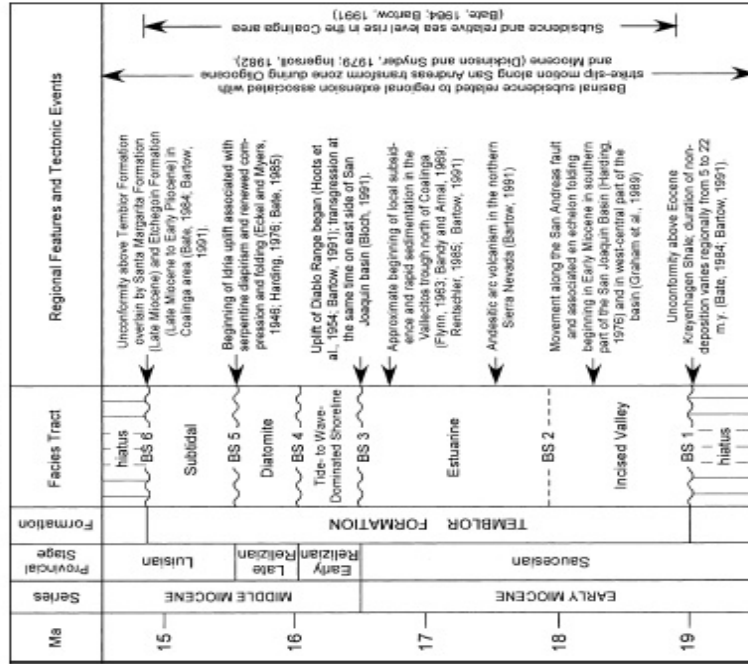 Ma
Series
Provincial
Stage
Formation
Facies Tract
Regional Features and Tectonic Events
15
16
17
18
19
MIDDLE MIOCENE
EARLY MIOCENE
Luisian
Late
Relizian
Early
Relizian
Saucesian
TEMBLOR FORMATION
hiatus
BS 6
Subtidal
BS 5
Diatomite
BS 4
Tide- to Wave-
Dominated Shoreline
BS 3
Estuarine
BS 2
Incised Valley
BS 1
hiatus
Unconformity above Temblor Formation
overlain by Santa Margarita Formation
(Late Miocene) and Etchegoin Formation
(Late Miocene to Early Pliocene) in
Coalinga area (Bate, 1984; Bartow,
1991).
Beginning of Idria uplift associated with
serpentine diapirism and renewed com-
pression and folding (Eckel and Myers,
1946; Harding, 1976; Bate, 1985)
Uplift of Diablo Range began (Hoots et
al., 1954; Bartow, 1991); transgression at
the same time on east side of San
Joaquin basin (Bloch, 1991).
Approximate beginning of local subsid-
ence and rapid sedimentation in the
Vallecitos trough north of Coalinga
(Flynn, 1963; Bandy and Arnal, 1969;
Rentschler, 1985; Bartow, 1991)
Andesitic arc volcanism in the northern
Sierra Nevada (Bartow, 1991)
Movement along the San Andreas fault
and associated an echelon folding
beginning in Early Miocene in southern
part of the San Joaquin Basin (Harding,
1976) and in west-central part of the
basin (Graham et al., 1989)
Unconformity above Eocene
Kreyenhagen Shale, duration of non-
deposition varies regionally from 5 to 22
m.y. (Bate, 1984; Bartow, 1991).
Basinal subsidence related to regional extension associated with
strike-slip motion along San Andreas transform zone during Oligocene
and Miocene (Dickinson and Snyder, 1979; Ingersoll, 1982).
Subsidence and relative sea level rise in the Coalinga area
(Bate, 1984; Bartow, 1991)